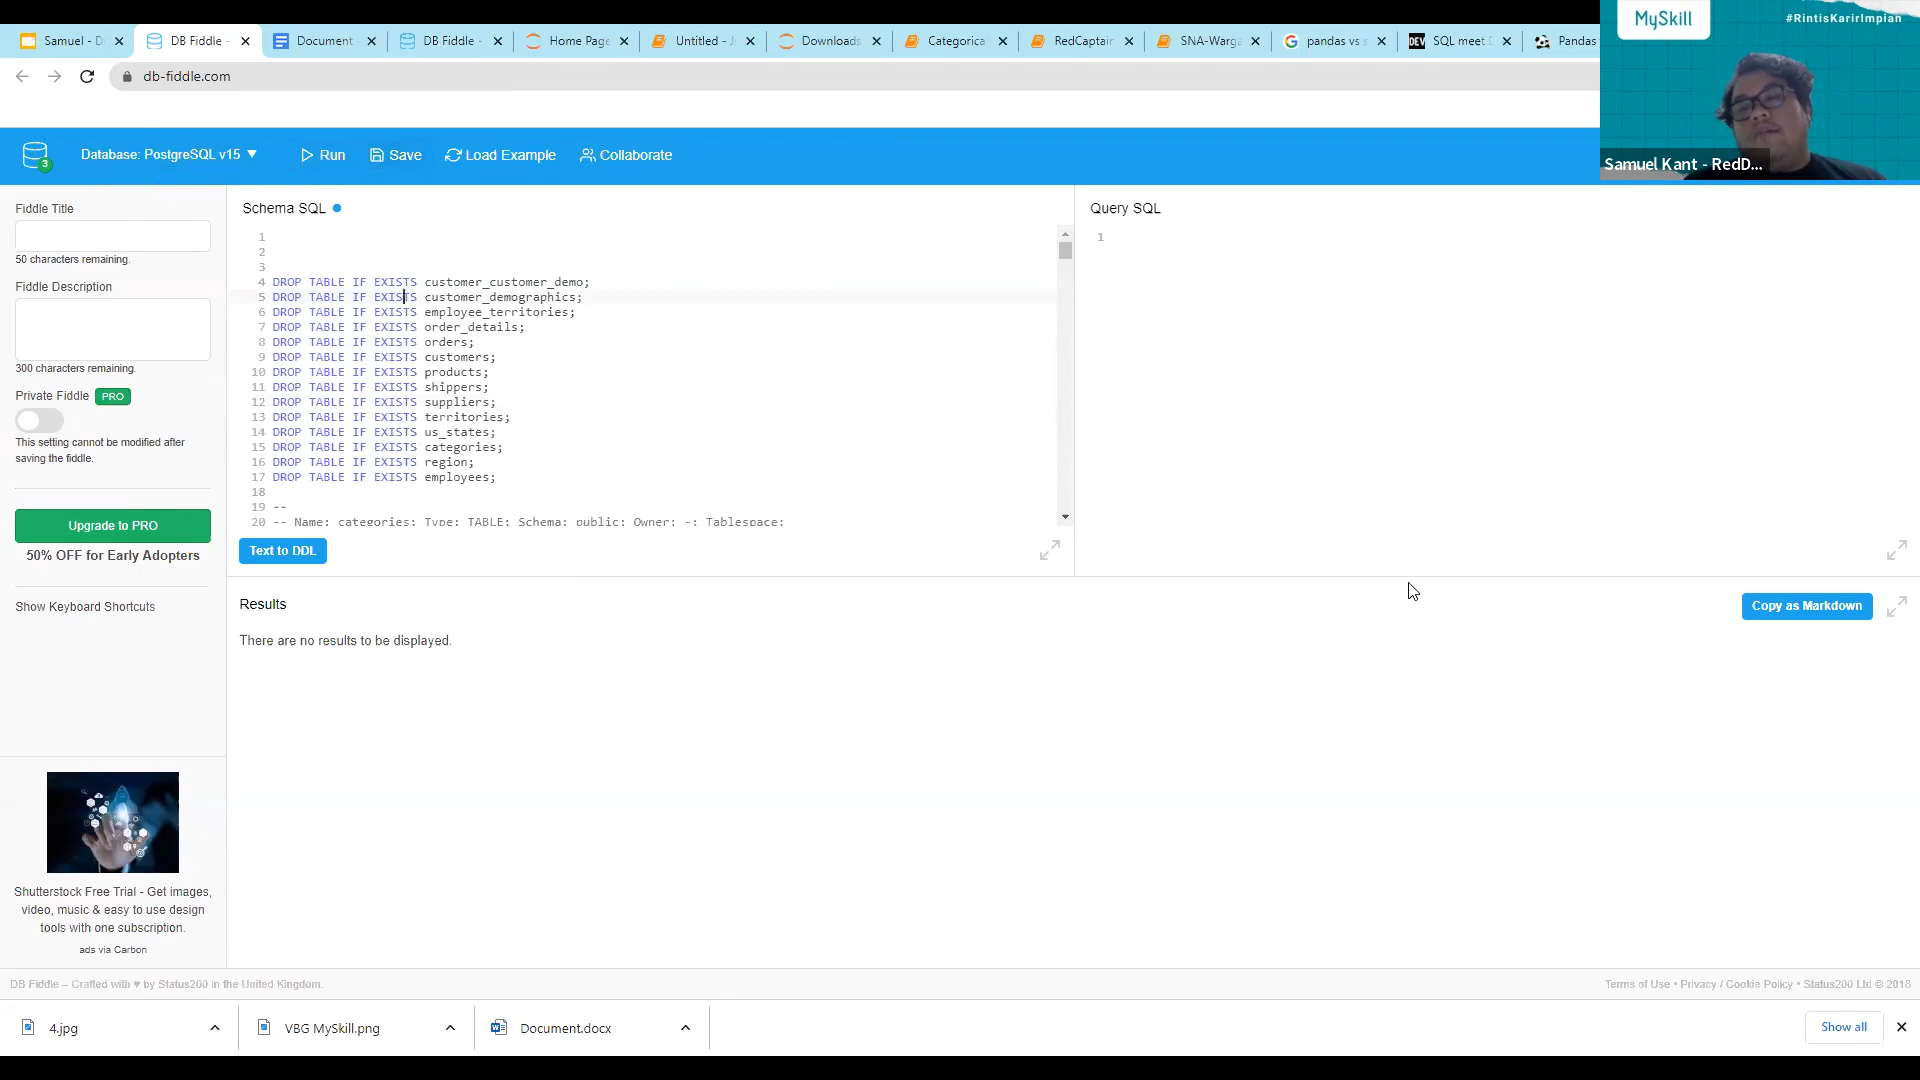 Samuel - D
DB Fiddle -
Document
DB Fiddle -
Home Page
Untitled - J
Downloads
Categorica
RedCaptain
SNA-Warga
pandas vs s
DEV
SQL meet D
Pandas
db-fiddle.com
MySkill
#RintisKarirImpian
Samuel Kant - RedD...
3
Database: PostgreSQL v15
Run
Save
Load Example
Collaborate
Fiddle Title
50 characters remaining.
Fiddle Description
300 characters remaining.
Private Fiddle PRO
This setting cannot be modified after
saving the fiddle.
Upgrade to PRO
50% OFF for Early Adopters
Show Keyboard Shortcuts
Shutterstock Free Trial - Get images,
video, music & easy to use design
tools with one subscription.
ads via Carbon
Schema SQL
1
2
3
4 DROP TABLE IF EXISTS customer_customer_demo;
5 DROP TABLE IF EXISTS customer_demographics;
6 DROP TABLE IF EXISTS employee_territories;
7 DROP TABLE IF EXISTS order_details;
8 DROP TABLE IF EXISTS orders;
9 DROP TABLE IF EXISTS customers;
10 DROP TABLE IF EXISTS products;
11 DROP TABLE IF EXISTS shippers;
12 DROP TABLE IF EXISTS suppliers;
13 DROP TABLE IF EXISTS territories;
14 DROP TABLE IF EXISTS us_states;
15 DROP TABLE IF EXISTS categories;
16 DROP TABLE IF EXISTS region;
17 DROP TABLE IF EXISTS employees;
18
19 --
20 -- Name: categories; Type: TABLE; Schema: public; Owner: -; Tablespace:
Text to DDL
Query SQL
1
Results
Copy as Markdown
There are no results to be displayed.
DB Fiddle – Crafted with ♥ by Status200 in the United Kingdom.
Terms of Use • Privacy / Cookie Policy • Status200 Ltd © 2018
4.jpg
VBG MySkill.png
Document.docx
Show all